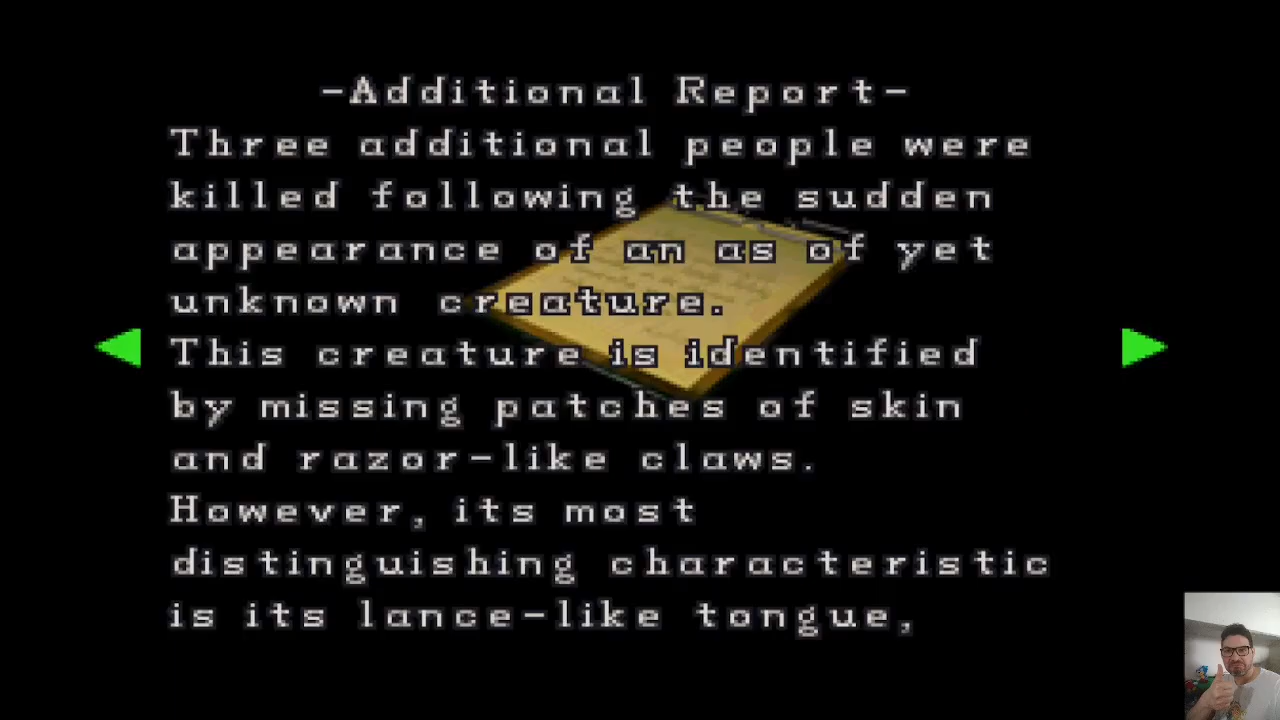 -Additional Report-
Three additional people were
killed following the sudden
appearance of an as of yet
unknown creature.
This creature is identified
by missing patches of skin
and razor-like claws.
However, its most
distinguishing characteristic
is its lance-like tongue,